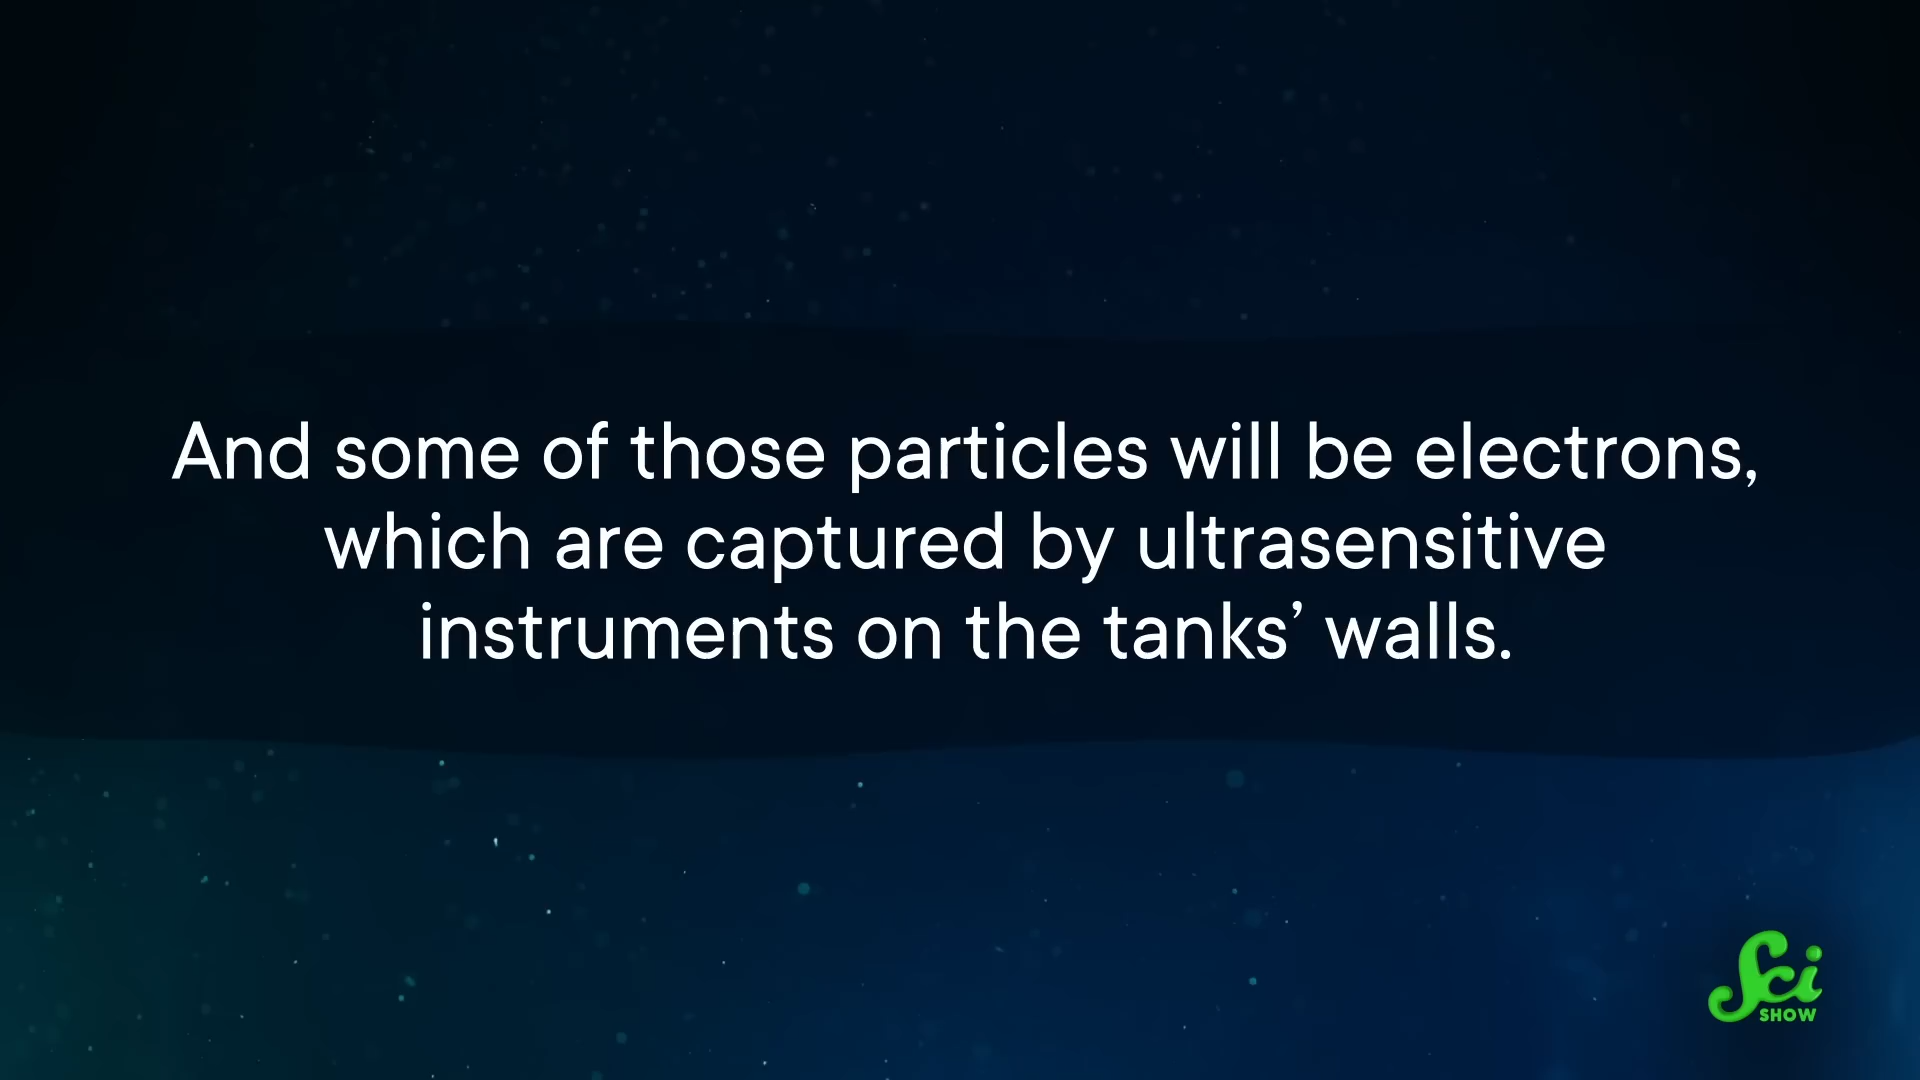 And some of those particles will be electrons,
which are captured by ultrasensitive
instruments on the tanks’ walls.
Sci
SHOW